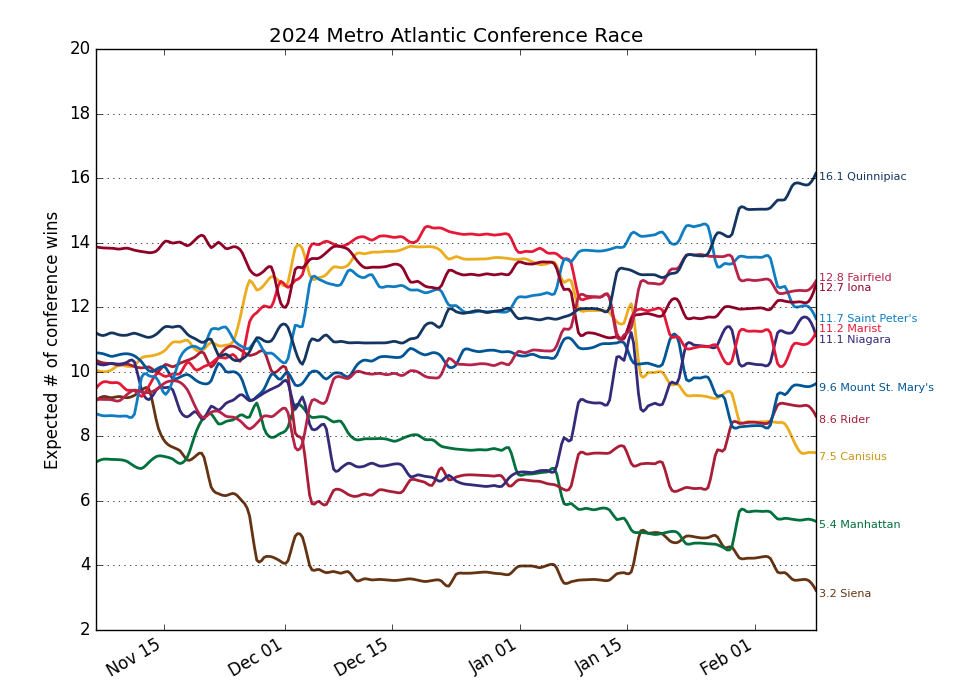 2024 Metro Atlantic Conference Race
Expected # of conference wins
20
18
16
14
12
10
8
6
4
2
16.1 Quinnipiac
12.8 Fairfield
12.7 Iona
11.7 Saint Peter's
11.2 Marist
11.1 Niagara
9.6 Mount St. Mary's
8.6 Rider
7.5 Canisius
5.4 Manhattan
3.2 Siena
Nov 15
Dec 01
Dec 15
Jan 01
Jan 15
Feb 01